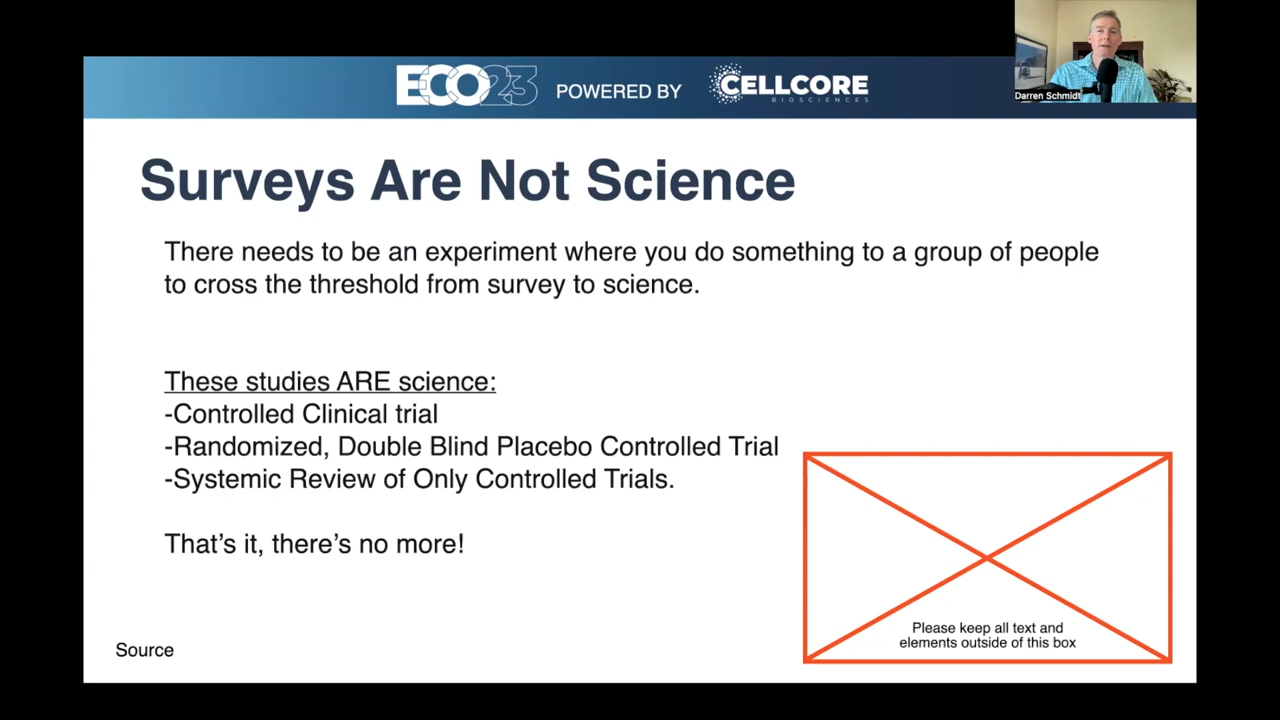 ECO23 POWERED BY CELLCORE
BIOSCIENCES
Darren Schmidt
Surveys Are Not Science
There needs to be an experiment where you do something to a group of people
to cross the threshold from survey to science.
These studies ARE science:
-Controlled Clinical trial
-Randomized, Double Blind Placebo Controlled Trial
-Systemic Review of Only Controlled Trials.
That's it, there's no more!
Please keep all text and
elements outside of this box
Source